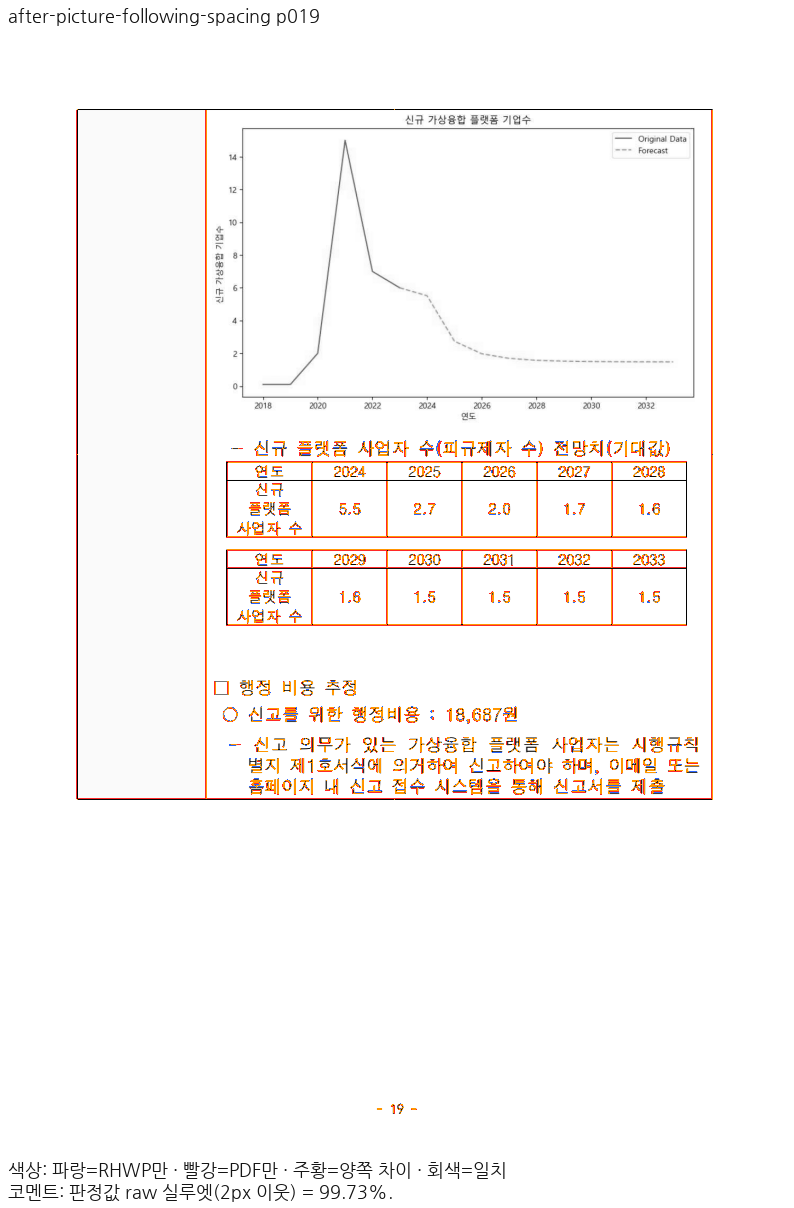 after-picture-following-spacing p019
신규 가상융합 플랫폼 기업수
Original Data
Forecast
신규 가상융합 기업수
14
12
10
8
6
4
2
0
2018 2020 2022 2024 2026 2028 2030 2032
연도
- 신규 플랫폼 사업자 수(피규제자 수) 전망치(기대값)
연도 2024 2025 2026 2027 2028
신규
플랫폼 5.5 2.7 2.0 1.7 1.6
사업자 수
연도 2029 2030 2031 2032 2033
신규
플랫폼 1.6 1.5 1.5 1.5 1.5
사업자 수
□ 행정 비용 추정
○ 신고를 위한 행정비용 : 18,687원
- 신고 의무가 있는 가상융합 플랫폼 사업자는 시행규칙
별지 제1호서식에 의거하여 신고하여야 하며, 이메일 또는
홈페이지 내 신고 접수 시스템을 통해 신고서를 제출
- 19 -
색상: 파랑=RHWP만 · 빨강=PDF만 · 주황=양쪽 차이 · 회색=일치
코멘트: 판정값 raw 실루엣(2px 이웃) = 99.73%.